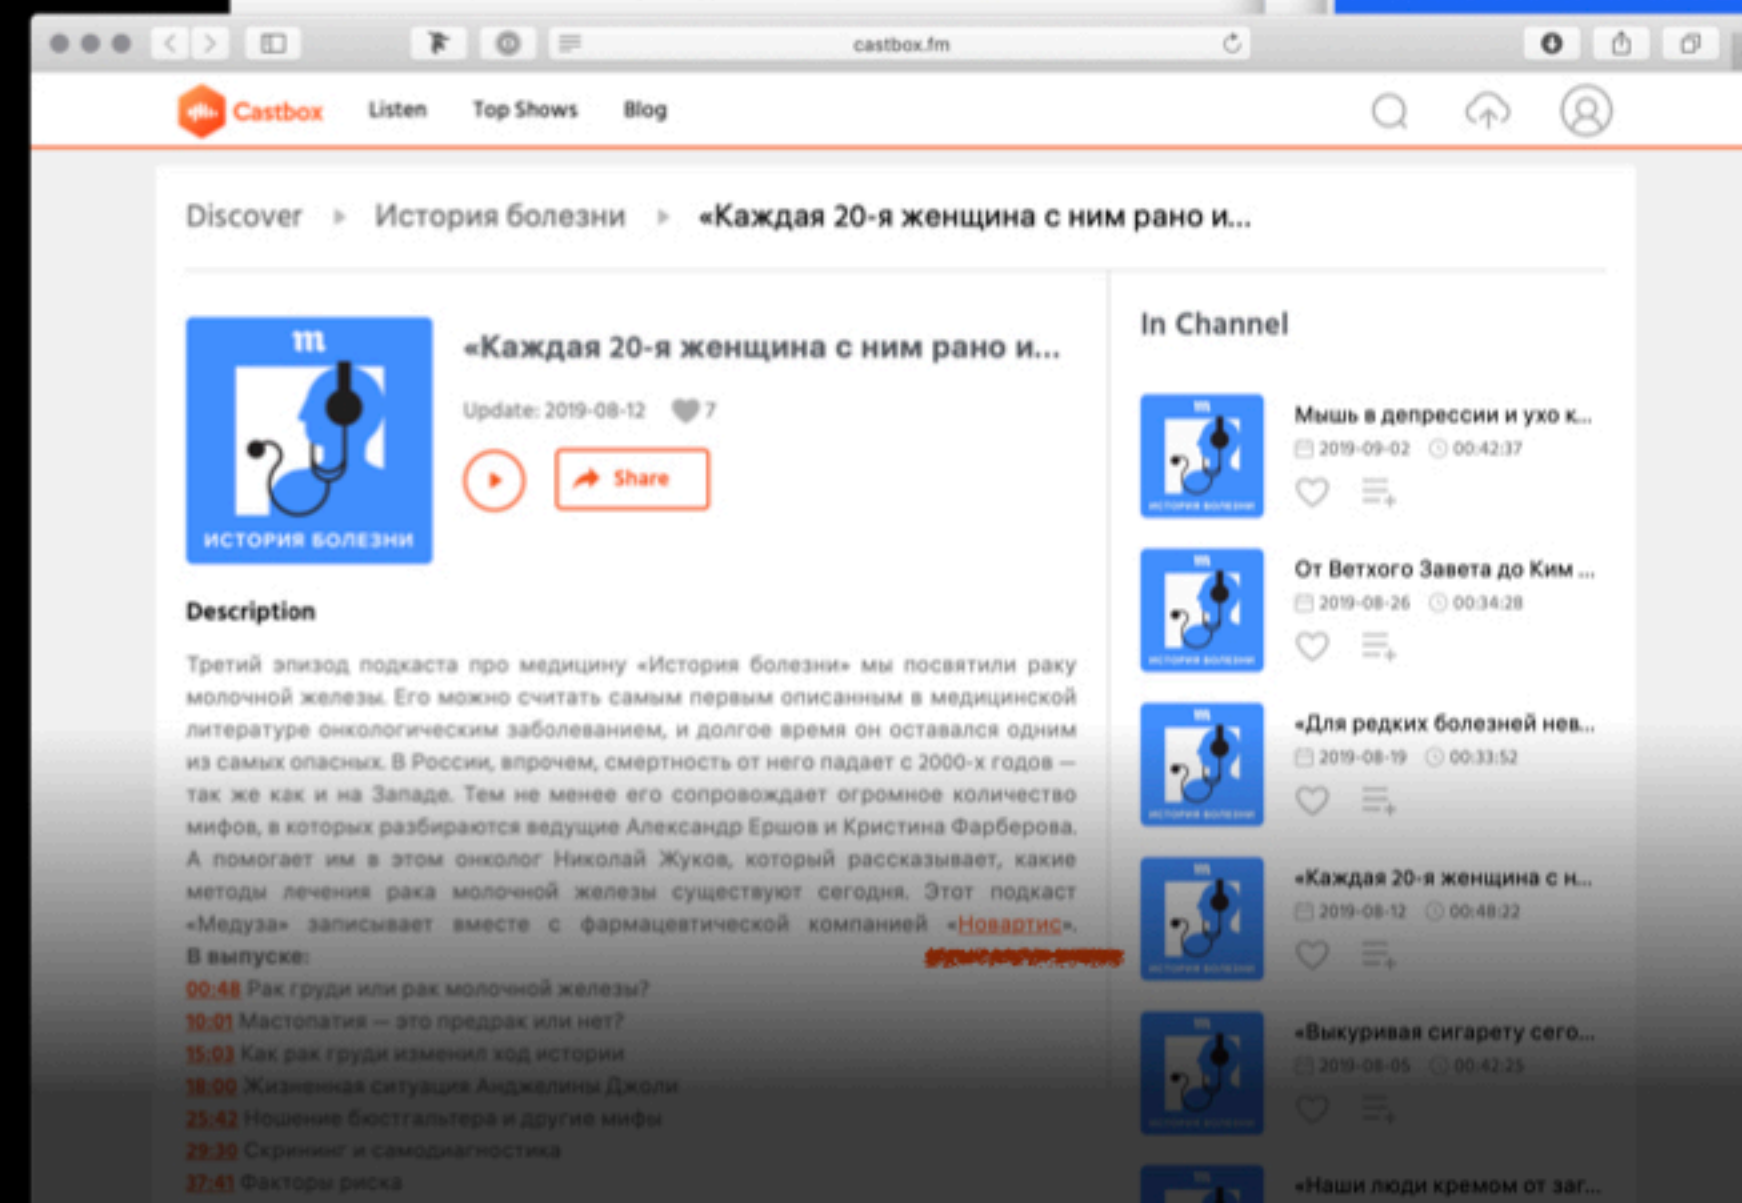 castbox.fm
Castbox Listen Top Shows Blog
Discover История болезни «Каждая 20-я женщина с ним рано и...
m
ИСТОРИЯ БОЛЕЗНИ
«Каждая 20-я женщина с ним рано и...
Update: 2019-08-12 7
Share
Description
Третий эпизод подкаста про медицину «История болезни» мы посвятили раку
молочной железы. Его можно считать самым первым описанным в медицинской
литературе онкологическим заболеванием, и долгое время он оставался одним
из самых опасных. В России, впрочем, смертность от него падает с 2000-х годов —
так же как и на Западе. Тем не менее его сопровождает огромное количество
мифов, в которых разбираются ведущие Александр Ершов и Кристина Фарберова.
А помогает им в этом онколог Николай Жуков, который рассказывает, какие
методы лечения рака молочной железы существуют сегодня. Этот подкаст
«Медуза» записывает вместе с фармацевтической компанией «Новартис».
В выпуске:
00:48 Рак груди или рак молочной железы?
10:01 Мастопатия — это предрак или нет?
15:03 Как рак груди изменил ход истории
18:00 Жизненная ситуация Анджелины Джоли
25:42 Ношение бюстгальтера и другие мифы
29:30 Скрининг и самодиагностика
37:41 Факторы риска
In Channel
m
ИСТОРИЯ БОЛЕЗНИ
Мышь в депрессии и ухо к...
2019-09-02 00:42:37
m
ИСТОРИЯ БОЛЕЗНИ
От Ветхого Завета до Ким ...
2019-08-26 00:34:28
m
ИСТОРИЯ БОЛЕЗНИ
«Для редких болезней нев...
2019-08-19 00:33:52
m
ИСТОРИЯ БОЛЕЗНИ
«Каждая 20-я женщина с н...
2019-08-12 00:48:22
m
ИСТОРИЯ БОЛЕЗНИ
«Выкуривая сигарету сего...
2019-08-05 00:42:25
m
«Наши люди кремом от заг...